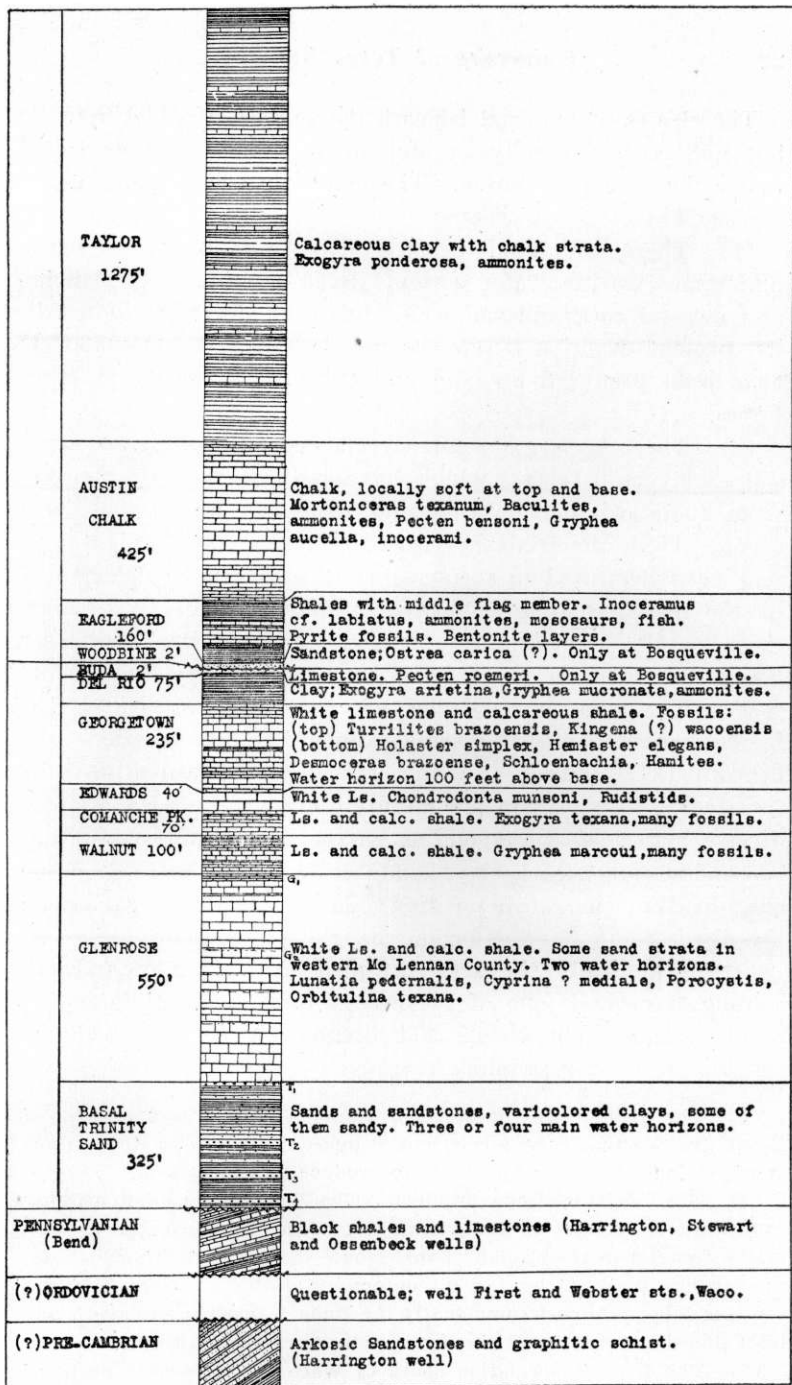 TAYLOR
1275'
Calcareous clay with chalk strata.
Exogyra ponderosa, ammonites.
AUSTIN
CHALK
425'
Chalk, locally soft at top and base.
Mortoniceras texanum, Baculites,
ammonites, Pecten bensoni, Gryphea
aucella, inocerami.
EAGLEFORD
160'
Shales with middle flag member. Inoceramus
cf. labiatus, ammonites, mososaurs, fish.
Pyrite fossils. Bentonite layers.
WOODBINE 2'
Sandstone; Ostrea carica (?). Only at Bosqueville.
BUDA 2'
Limestone. Pecten roemeri. Only at Bosqueville.
DEL RIO 75'
Clay; Exogyra arietina, Gryphea mucronata, ammonites.
GEORGETOWN
235'
White limestone and calcareous shale. Fossils:
(top) Turrilites brazoensis, Kingena (?) wacoensis
(bottom) Holaster simplex, Hemiaster elegans,
Desmoceras brazoense, Schloenbachia, Hamites.
Water horizon 100 feet above base.
EDWARDS 40'
White Ls. Chondrodonta munsoni, Rudistids.
COMANCHE PK.
70'
Ls. and calc. shale. Exogyra texana, many fossils.
WALNUT 100'
Ls. and calc. shale. Gryphea marcoui, many fossils.
G₁
GLENROSE
550'
G₂
White Ls. and calc. shale. Some sand strata in
western Mc Lennan County. Two water horizons.
Lunatia pedernalis, Cyprina ? mediale, Porocystis,
Orbitulina texana.
T₁
BASAL
TRINITY
SAND
325'
Sands and sandstones, varicolored clays, some of
them sandy. Three or four main water horizons.
T₂
T₃
T₄
PENNSYLVANIAN
(Bend)
Black shales and limestones (Harrington, Stewart
and Ossenbeck wells)
(?)ORDOVICIAN
Questionable; well First and Webster sts., Waco.
(?)PRE-CAMBRIAN
Arkosic Sandstones and graphitic schist.
(Harrington well)